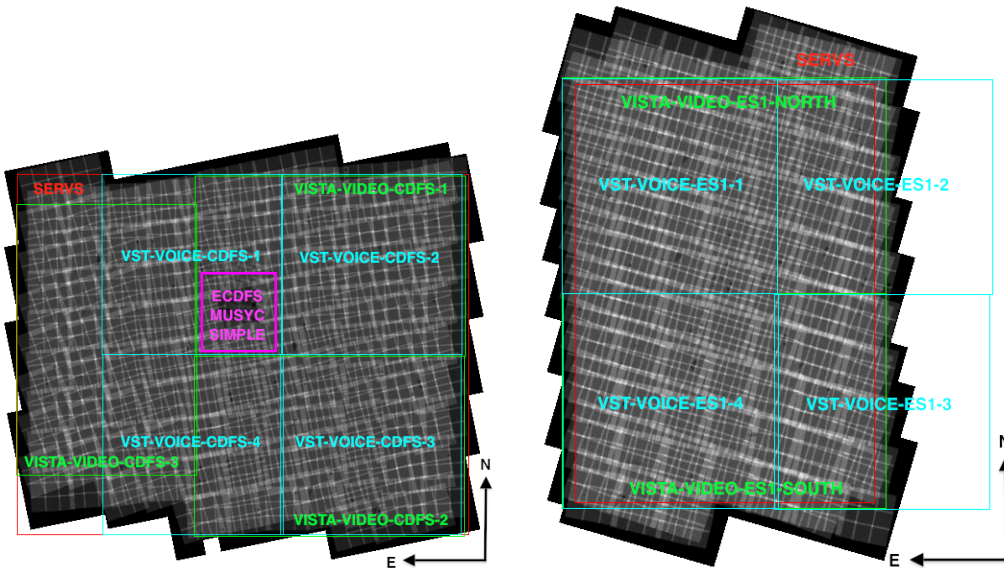 SERVS
VISTA-VIDEO-CDFS-1
VST-VOICE-CDFS-1
VST-VOICE-CDFS-2
ECDFS
MUSYC
SIMPLE
VST-VOICE-CDFS-4
VST-VOICE-CDFS-3
VISTA-VIDEO-CDFS-3
VISTA-VIDEO-CDFS-2
N
E
SERVS
VISTA-VIDEO-ES1-NORTH
VST-VOICE-ES1-1
VST-VOICE-ES1-2
VST-VOICE-ES1-4
VST-VOICE-ES1-3
VISTA-VIDEO-ES1-SOUTH
N
E